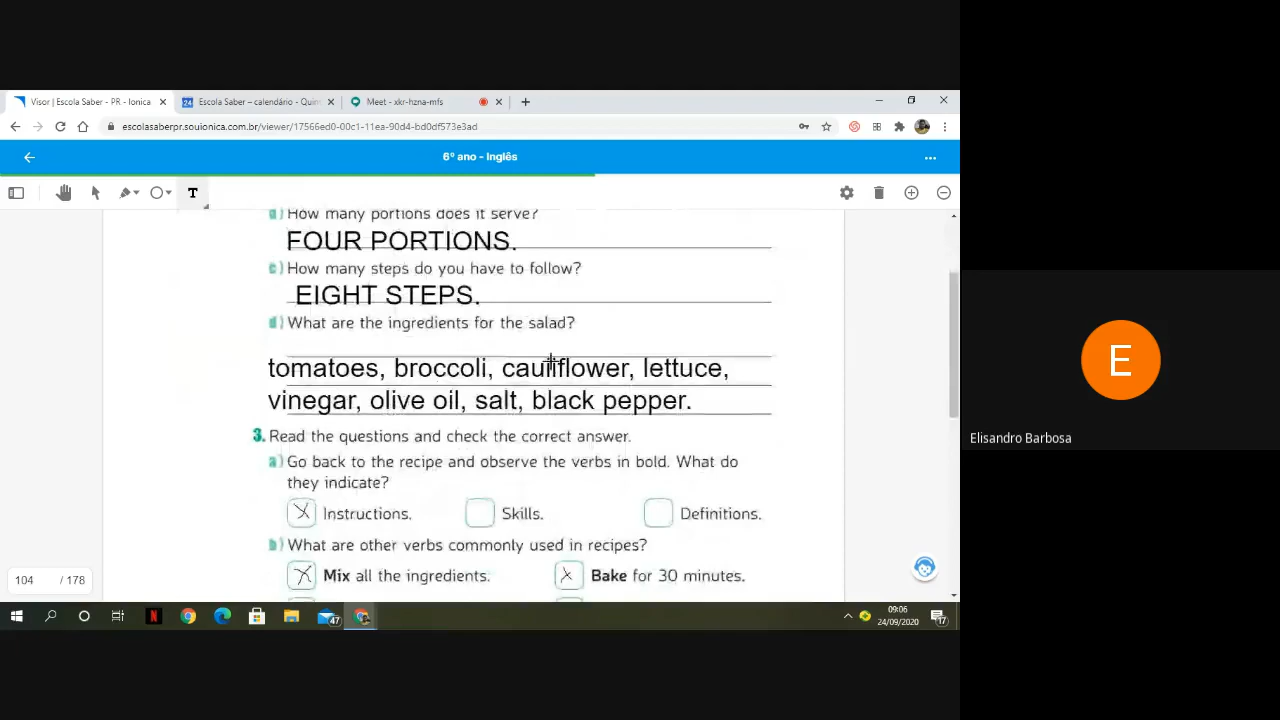 Visor | Escola Saber - PR - Ionica
Escola Saber – calendário - Quin
Meet - xkr-hzna-mfs
escolasaberpr.souionica.com.br/viewer/17566ed0-00c1-11ea-90d4-bd0df573e3ad
6º ano - Inglês
T
How many portions does it serve?
FOUR PORTIONS.
c) How many steps do you have to follow?
EIGHT STEPS.
d) What are the ingredients for the salad?
tomatoes, broccoli, cauliflower, lettuce,
vinegar, olive oil, salt, black pepper.
3. Read the questions and check the correct answer.
a) Go back to the recipe and observe the verbs in bold. What do
they indicate?
Instructions. Skills. Definitions.
b) What are other verbs commonly used in recipes?
Mix all the ingredients. Bake for 30 minutes.
104 / 178
E
Elisandro Barbosa
47
09:06
24/09/2020
17